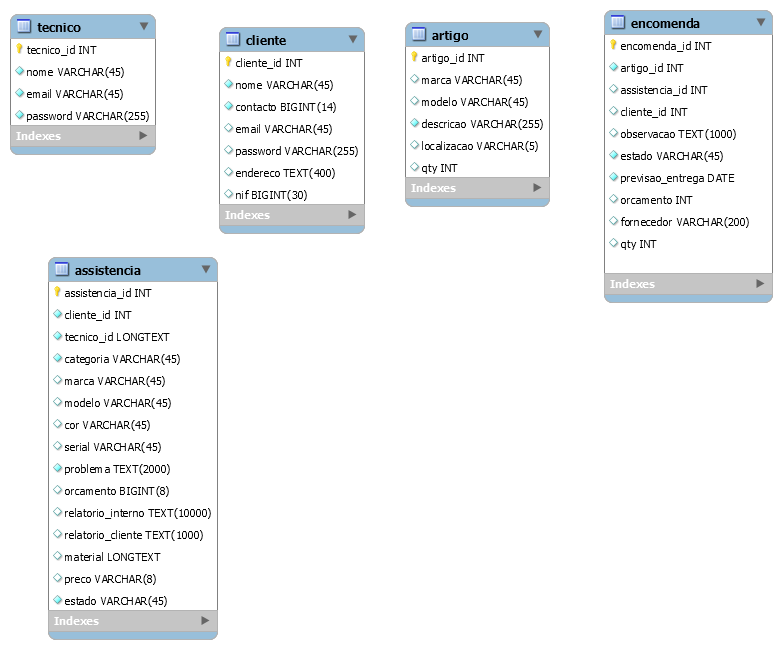 tecnico
tecnico_id INT
nome VARCHAR(45)
email VARCHAR(45)
password VARCHAR(255)
Indexes
cliente
cliente_id INT
nome VARCHAR(45)
contacto BIGINT(14)
email VARCHAR(45)
password VARCHAR(255)
endereco TEXT(400)
nif BIGINT(30)
Indexes
artigo
artigo_id INT
marca VARCHAR(45)
modelo VARCHAR(45)
descricao VARCHAR(255)
localizacao VARCHAR(5)
qty INT
Indexes
encomenda
encomenda_id INT
artigo_id INT
assistencia_id INT
cliente_id INT
observacao TEXT(1000)
estado VARCHAR(45)
previsao_entrega DATE
orcamento INT
fornecedor VARCHAR(200)
qty INT
Indexes
assistencia
assistencia_id INT
cliente_id INT
tecnico_id LONGTEXT
categoria VARCHAR(45)
marca VARCHAR(45)
modelo VARCHAR(45)
cor VARCHAR(45)
serial VARCHAR(45)
problema TEXT(2000)
orcamento BIGINT(8)
relatorio_interno TEXT(10000)
relatorio_cliente TEXT(1000)
material LONGTEXT
preco VARCHAR(8)
estado VARCHAR(45)
Indexes